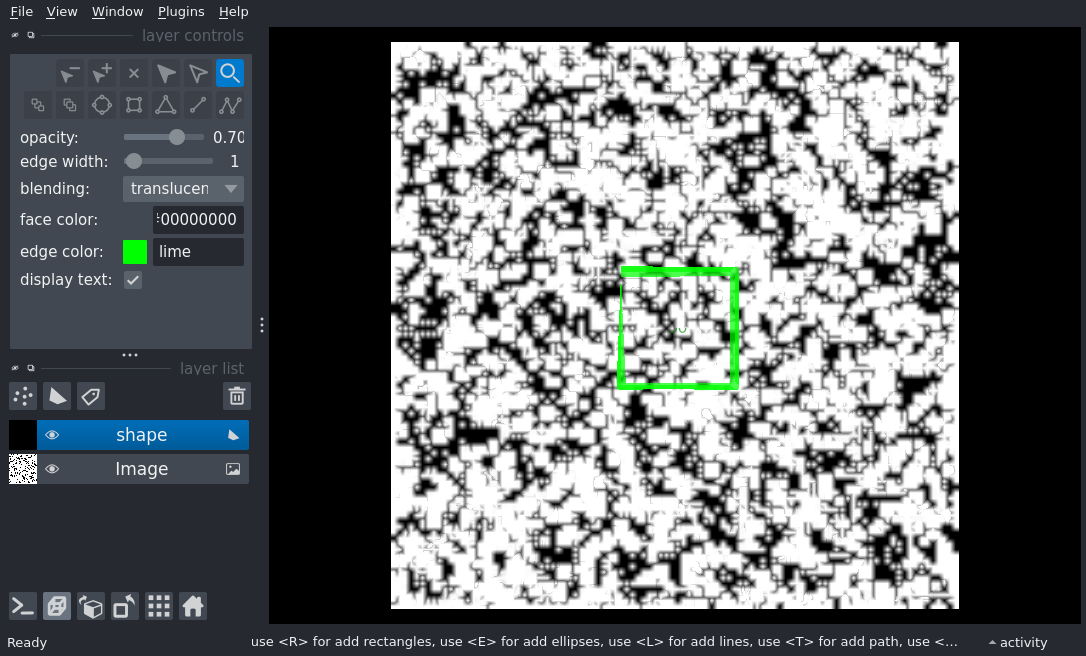 File View Window Plugins Help
layer controls
opacity: 0.70
edge width: 1
blending: translucen
face color: 00000000
edge color: lime
display text:
layer list
shape
Image
Ready use <R> for add rectangles, use <E> for add ellipses, use <L> for add lines, use <T> for add path, use <... activity